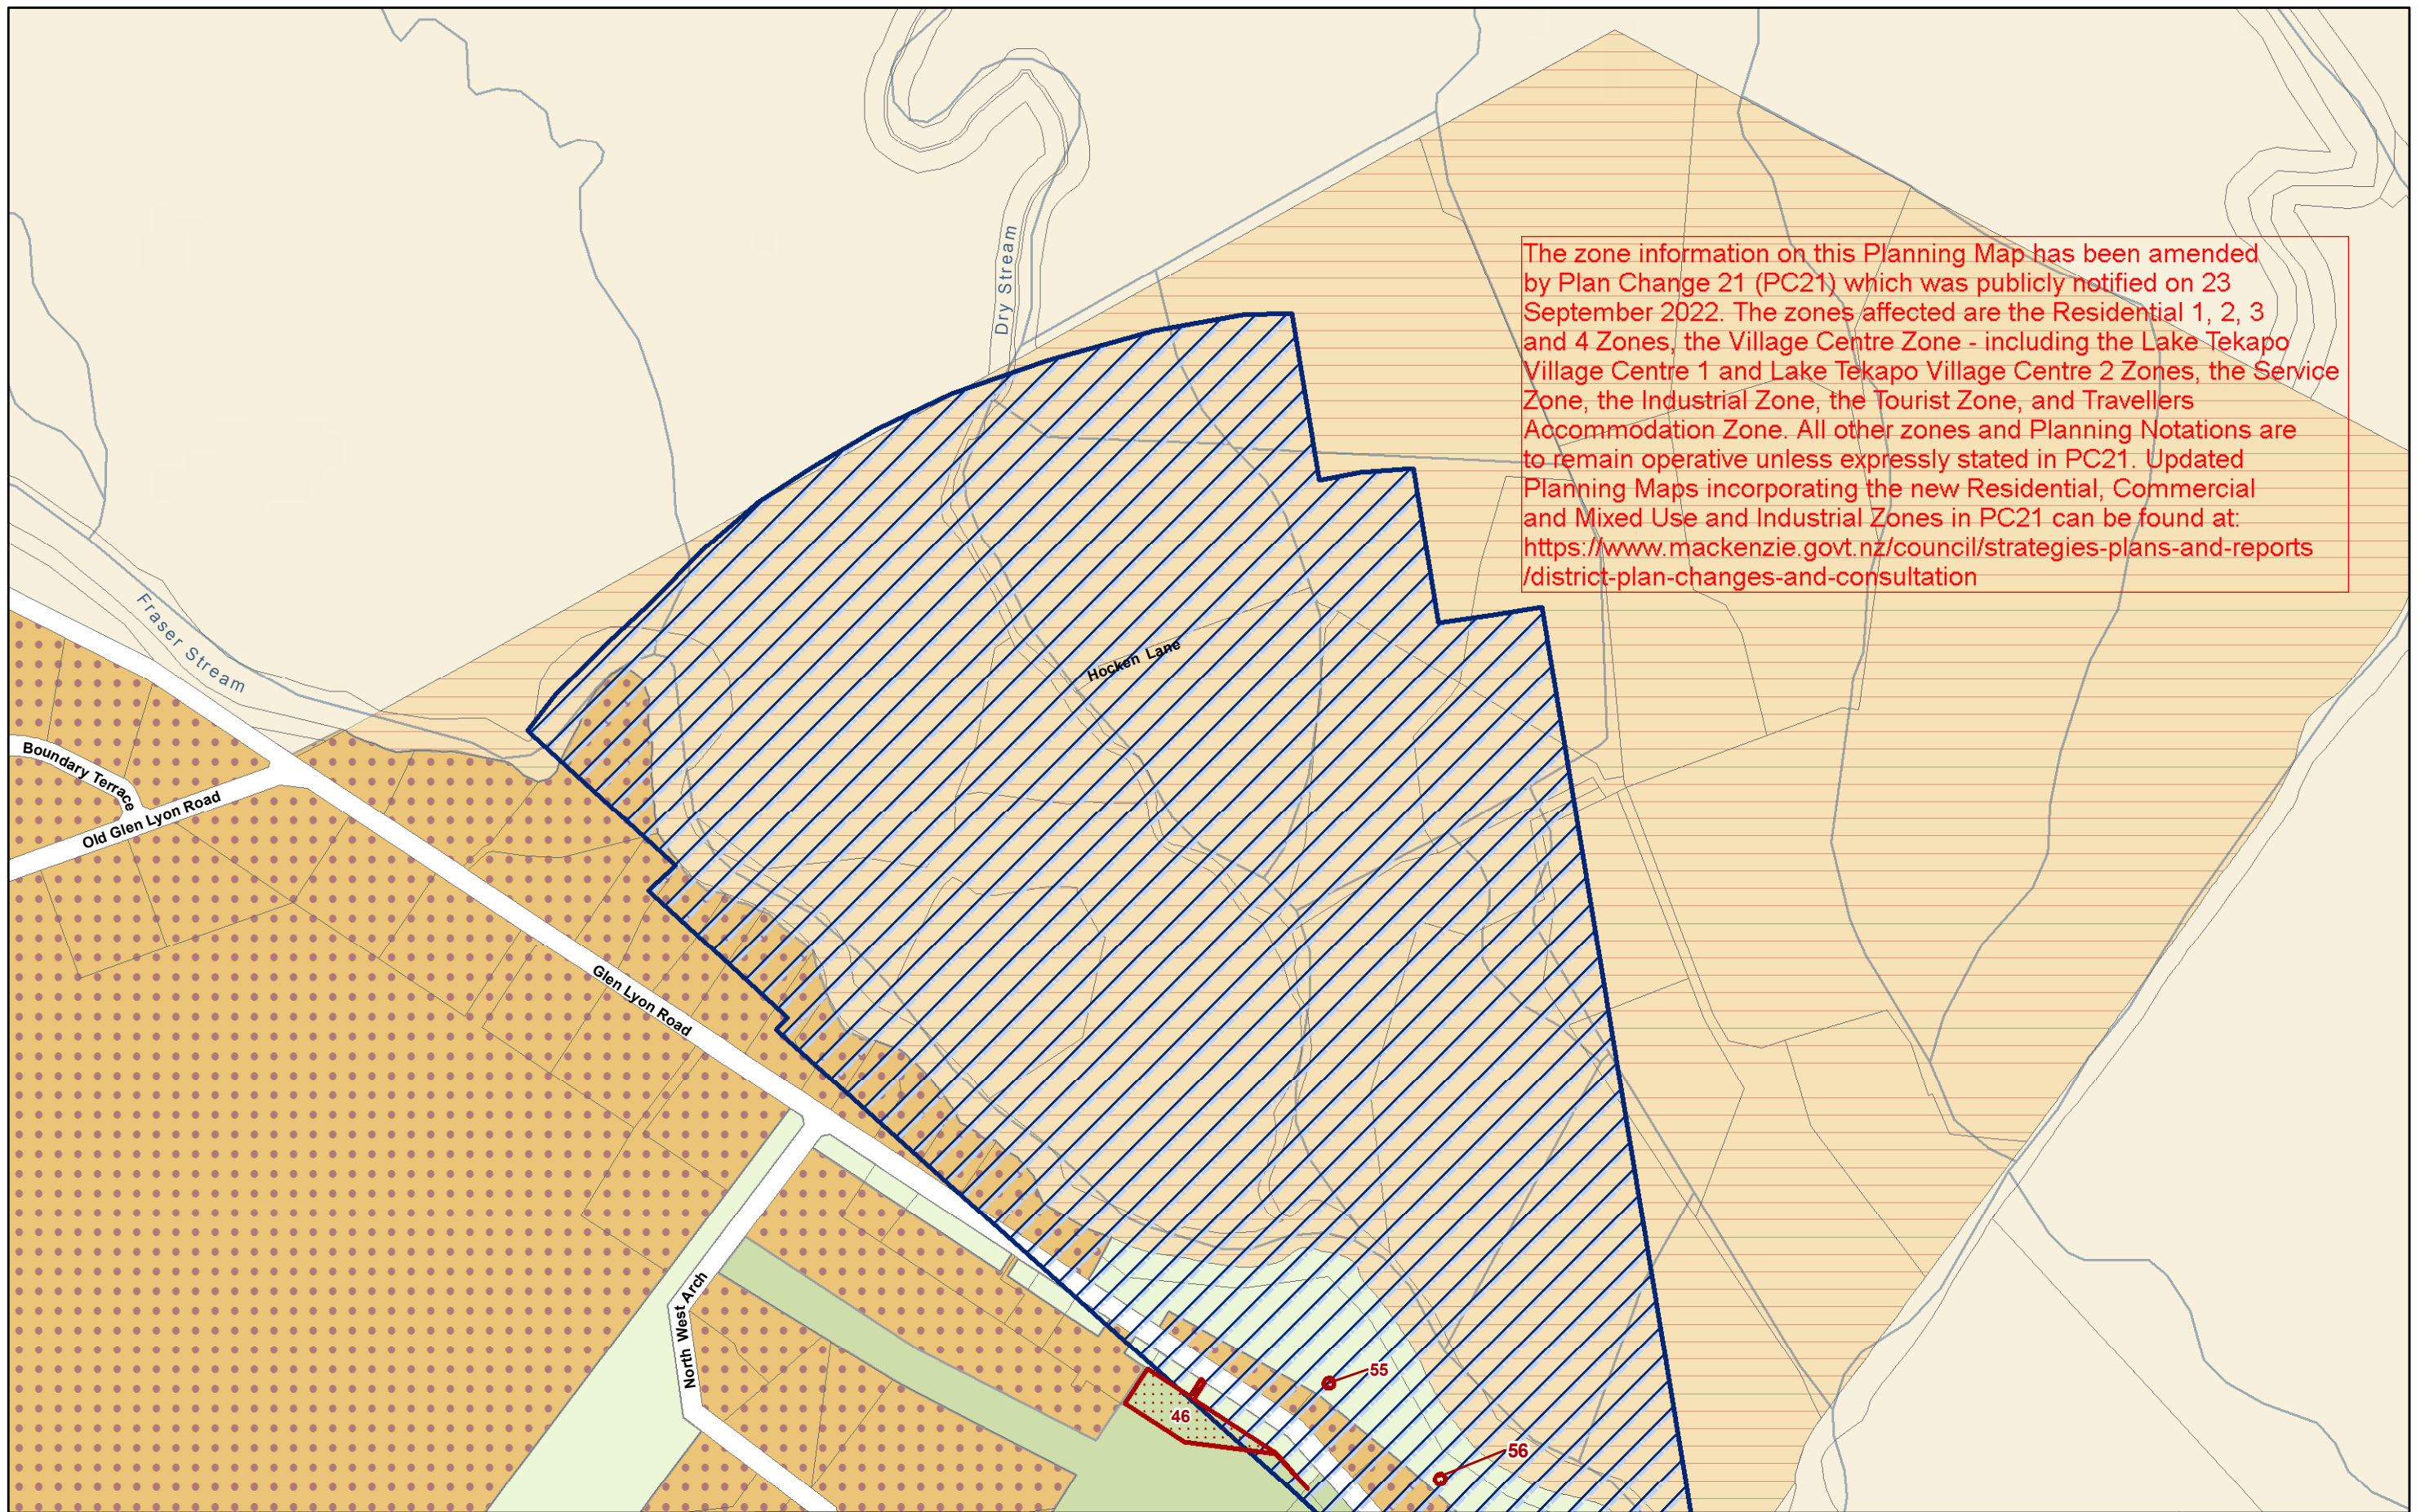 Dry Stream
The zone information on this Planning Map has been amended
by Plan Change 21 (PC21) which was publicly notified on 23
September 2022. The zones affected are the Residential 1, 2, 3
and 4 Zones, the Village Centre Zone - including the Lake Tekapo
Village Centre 1 and Lake Tekapo Village Centre 2 Zones, the Service
Zone, the Industrial Zone, the Tourist Zone, and Travellers
Accommodation Zone. All other zones and Planning Notations are
to remain operative unless expressly stated in PC21. Updated
Planning Maps incorporating the new Residential, Commercial
and Mixed Use and Industrial Zones in PC21 can be found at:
https://www.mackenzie.govt.nz/council/strategies-plans-and-reports
/district-plan-changes-and-consultation
Fraser Stream
Hocken Lane
Boundary Terrace
Old Glen Lyon Road
Glen Lyon Road
North West Arch
55
46
56